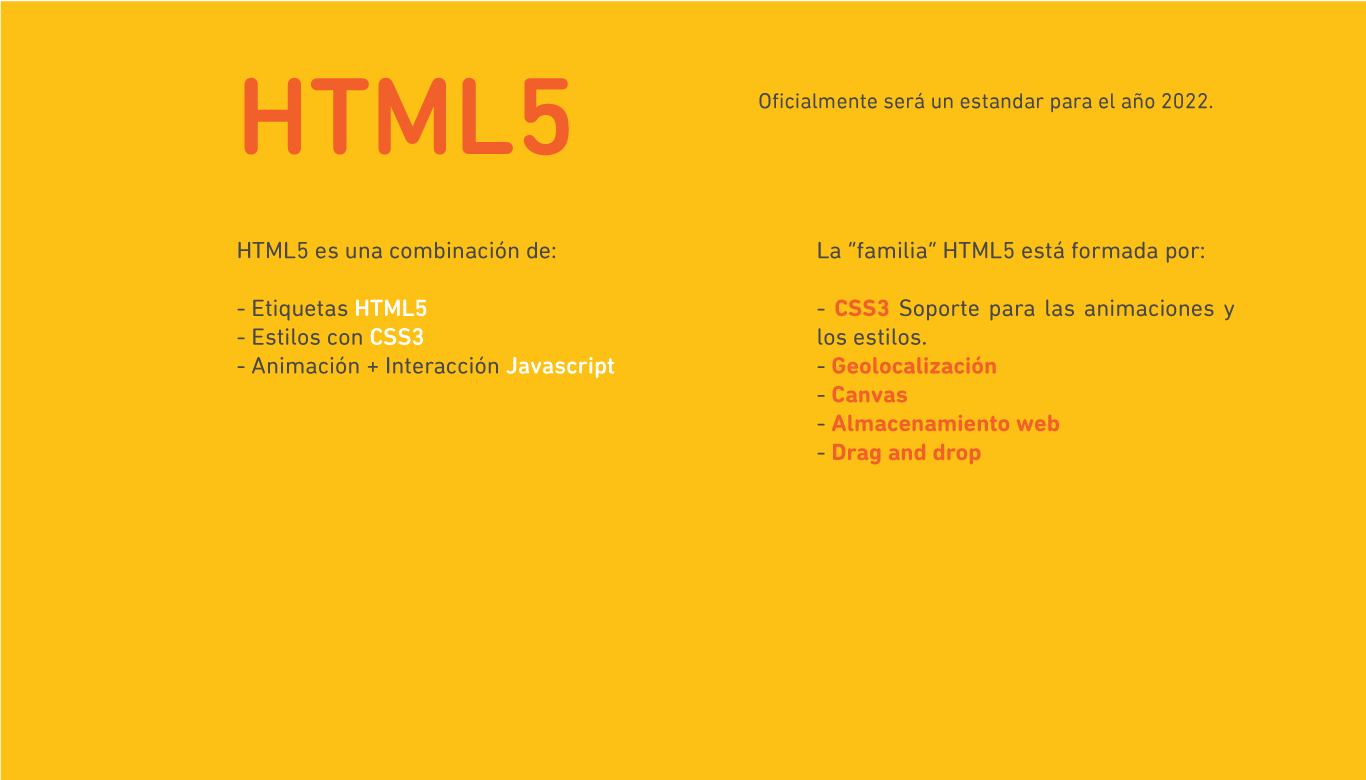 HTML5
Oficialmente será un estandar para el año 2022.
HTML5 es una combinación de:
- Etiquetas HTML5
- Estilos con CSS3
- Animación + Interacción Javascript
La "familia" HTML5 está formada por:
- CSS3 Soporte para las animaciones y
los estilos.
- Geolocalización
- Canvas
- Almacenamiento web
- Drag and drop